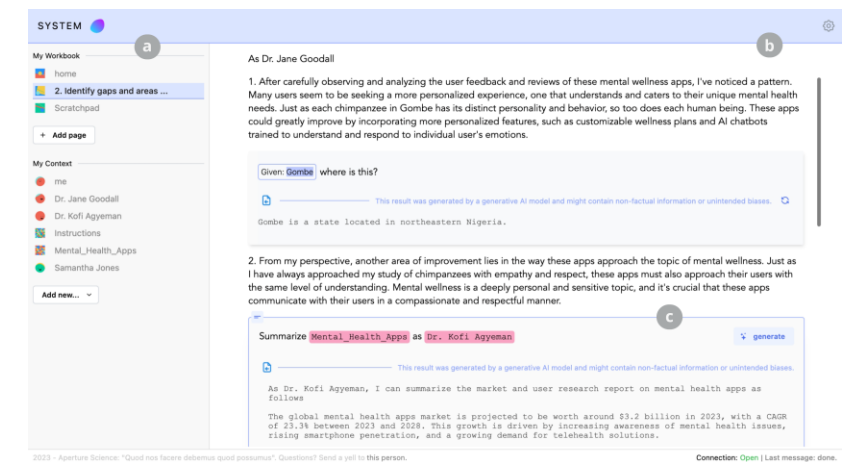 SYSTEM
a
b
My Workbook
home
2. Identify gaps and areas ...
Scratchpad
+ Add page
My Context
me
Dr. Jane Goodall
Dr. Kofi Agyeman
Instructions
Mental_Health_Apps
Samantha Jones
Add new...
As Dr. Jane Goodall
1. After carefully observing and analyzing the user feedback and reviews of these mental wellness apps, I've noticed a pattern.
Many users seem to be seeking a more personalized experience, one that understands and caters to their unique mental health
needs. Just as each chimpanzee in Gombe has its distinct personality and behavior, so too does each human being. These apps
could greatly improve by incorporating more personalized features, such as customizable wellness plans and AI chatbots
trained to understand and respond to individual user's emotions.
Given: Gombe where is this?
This result was generated by a generative AI model and might contain non-factual information or unintended biases.
Gombe is a state located in northeastern Nigeria.
2. From my perspective, another area of improvement lies in the way these apps approach the topic of mental wellness. Just as
I have always approached my study of chimpanzees with empathy and respect, these apps must also approach their users with
the same level of understanding. Mental wellness is a deeply personal and sensitive topic, and it's crucial that these apps
communicate with their users in a compassionate and respectful manner.
c
Summarize Mental_Health_Apps as Dr. Kofi Agyeman
generate
This result was generated by a generative AI model and might contain non-factual information or unintended biases.
As Dr. Kofi Agyeman, I can summarize the market and user research report on mental health apps as
follows
The global mental health apps market is projected to be worth around $3.2 billion in 2023, with a CAGR
of 23.3% between 2023 and 2028. This growth is driven by increasing awareness of mental health issues,
rising smartphone penetration, and a growing demand for telehealth solutions.
2023 - Aperture Science: "Quod nos facere debemus quod possumus". Questions? Send a yell to this person.
Connection: Open | Last message: done.